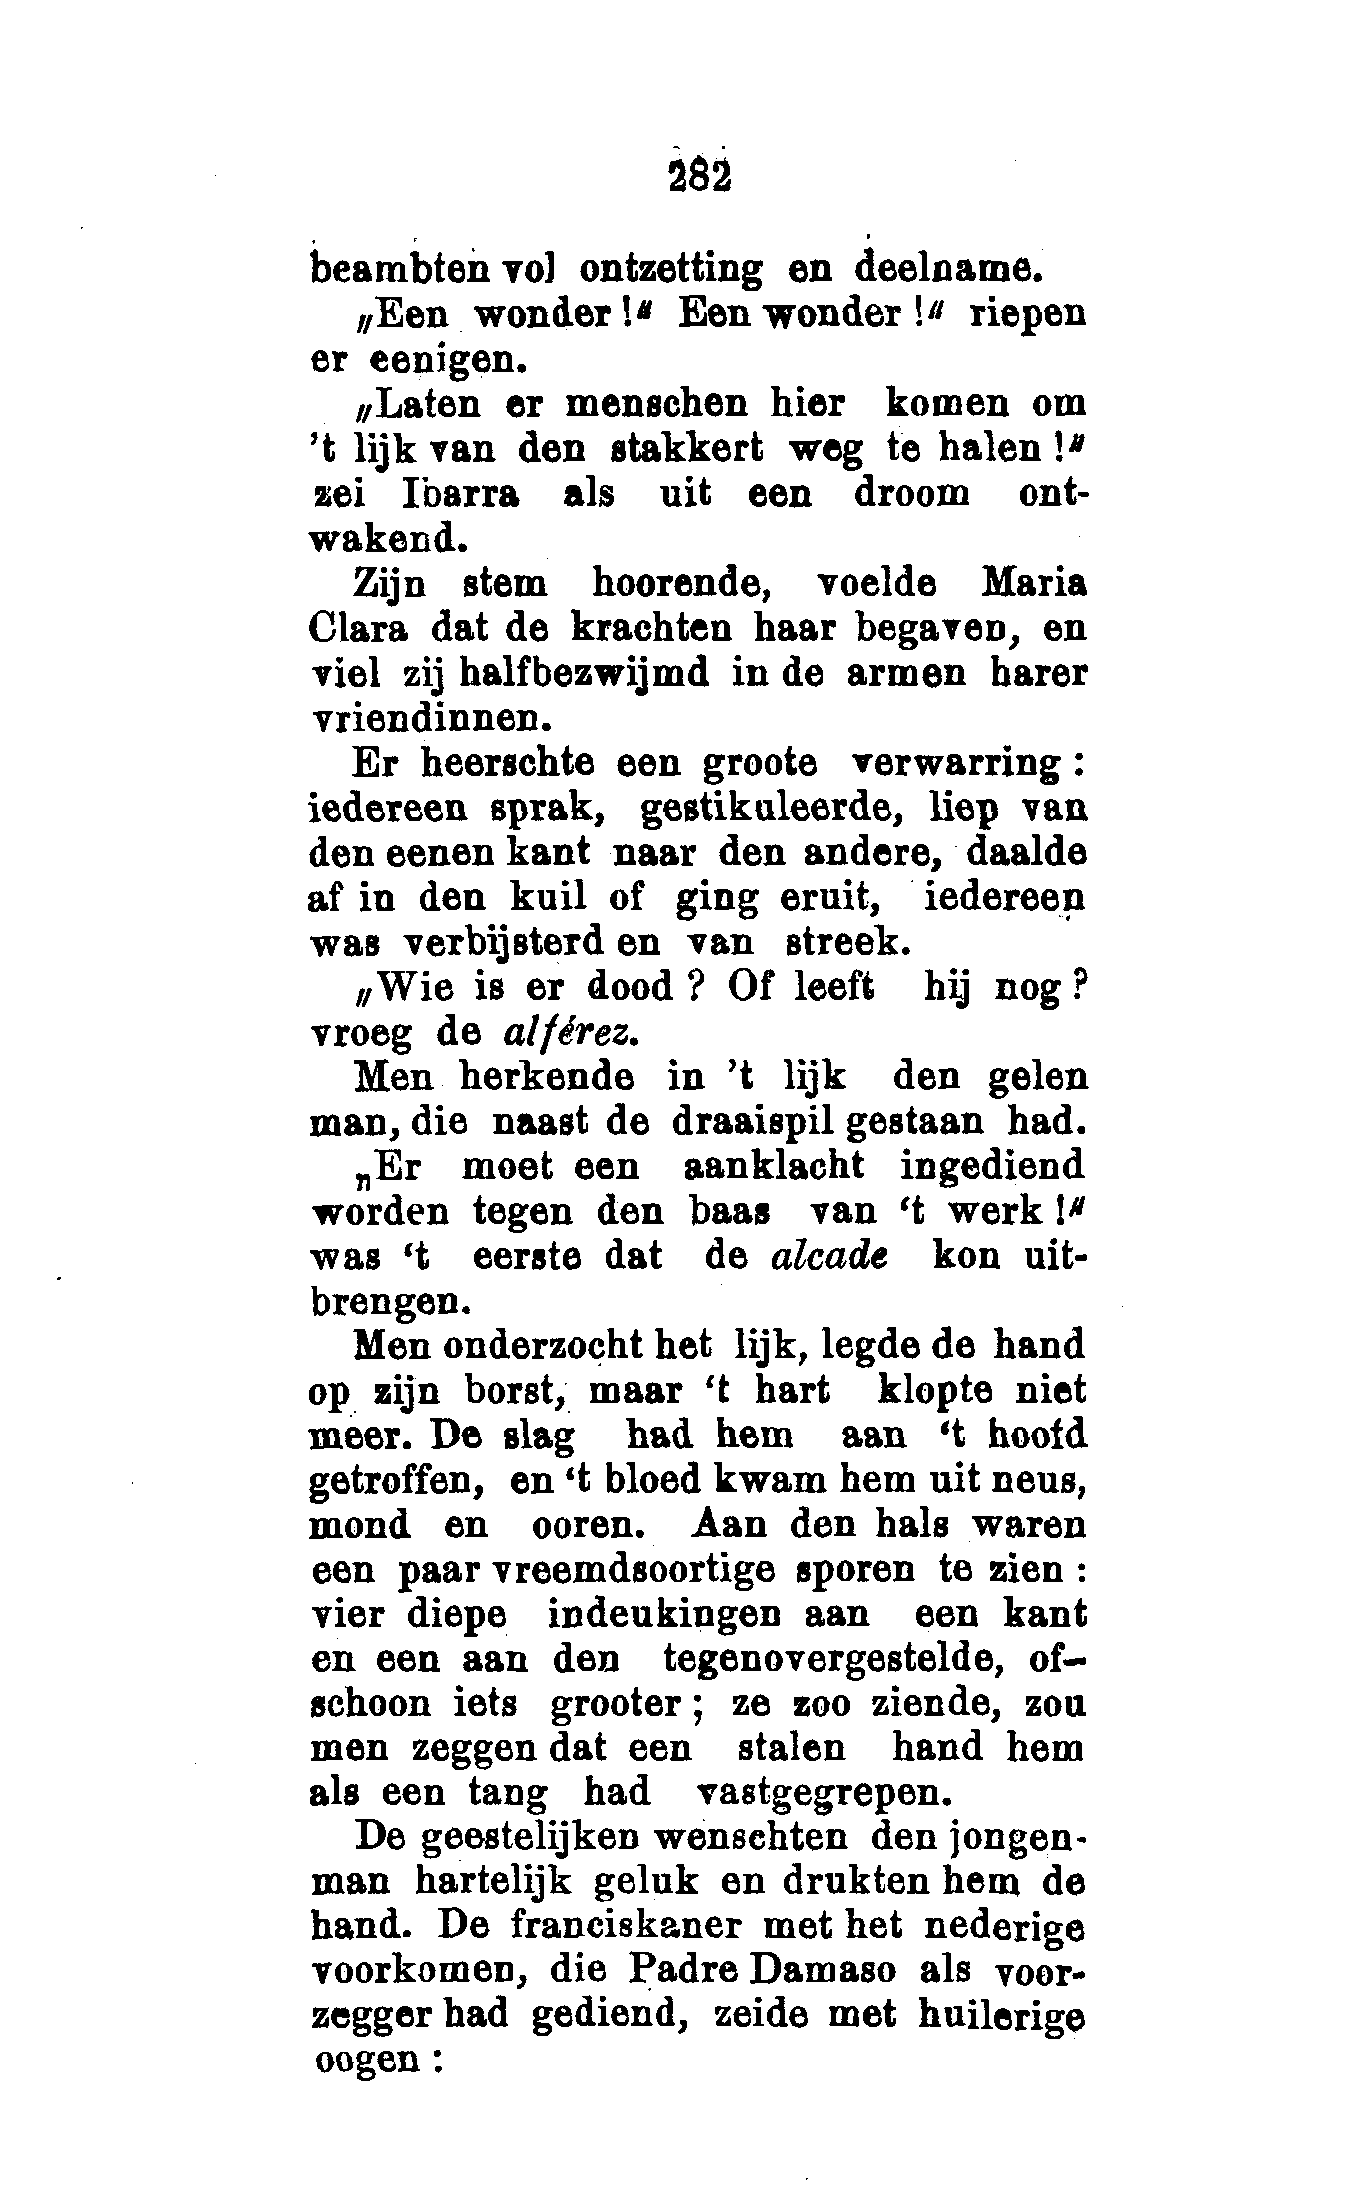 282
beambten vol ontzetting en deelname.
„Een wonder!“ Een wonder!“ riepen
er eenigen.
„Laten er menschen hier komen om
’t lijk van den stakkert weg te halen!“
zei Ibarra als uit een droom ont-
wakend.
Zijn stem hoorende, voelde Maria
Clara dat de krachten haar begaven, en
viel zij halfbezwijmd in de armen harer
vriendinnen.
Er heerschte een groote verwarring:
iedereen sprak, gestikuleerde, liep van
den eenen kant naar den andere, daalde
af in den kuil of ging eruit, iedereen
was verbijsterd en van streek.
„Wie is er dood? Of leeft hij nog?
vroeg de alférez.
Men herkende in ’t lijk den gelen
man, die naast de draaispil gestaan had.
„Er moet een aanklacht ingediend
worden tegen den baas van ‘t werk!“
was ‘t eerste dat de alcade kon uit-
brengen.
Men onderzocht het lijk, legde de hand
op zijn borst, maar ‘t hart klopte niet
meer. De slag had hem aan ‘t hoofd
getroffen, en ‘t bloed kwam hem uit neus,
mond en ooren. Aan den hals waren
een paar vreemdsoortige sporen te zien:
vier diepe indeukingen aan een kant
en een aan den tegenovergestelde, of-
schoon iets grooter; ze zoo ziende, zou
men zeggen dat een stalen hand hem
als een tang had vastgegrepen.
De geestelijken wenschten den jongen-
man hartelijk geluk en drukten hem de
hand. De franciskaner met het nederige
voorkomen, die Padre Damaso als voor-
zegger had gediend, zeide met huilerige
oogen: